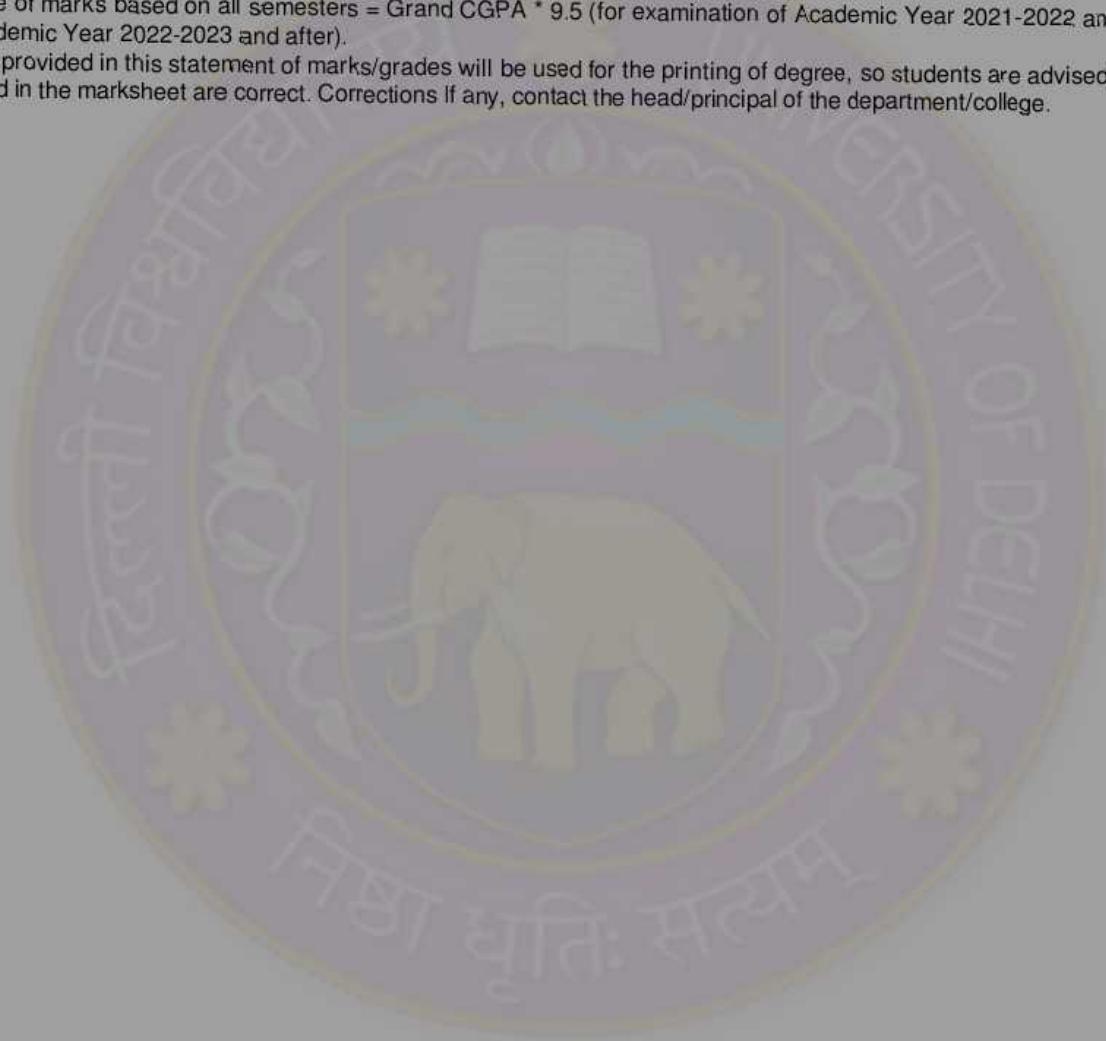 of marks based on all semesters = Grand CGPA * 9.5 (for examination of Academic Year 2021-2022 an
demic Year 2022-2023 and after).
provided in this statement of marks/grades will be used for the printing of degree, so students are advised
d in the marksheet are correct. Corrections If any, contact the head/principal of the department/college.
दिल्ली विश्वविद्यालय
UNIVERSITY OF DELHI
निष्ठा धृतिः सत्यम्